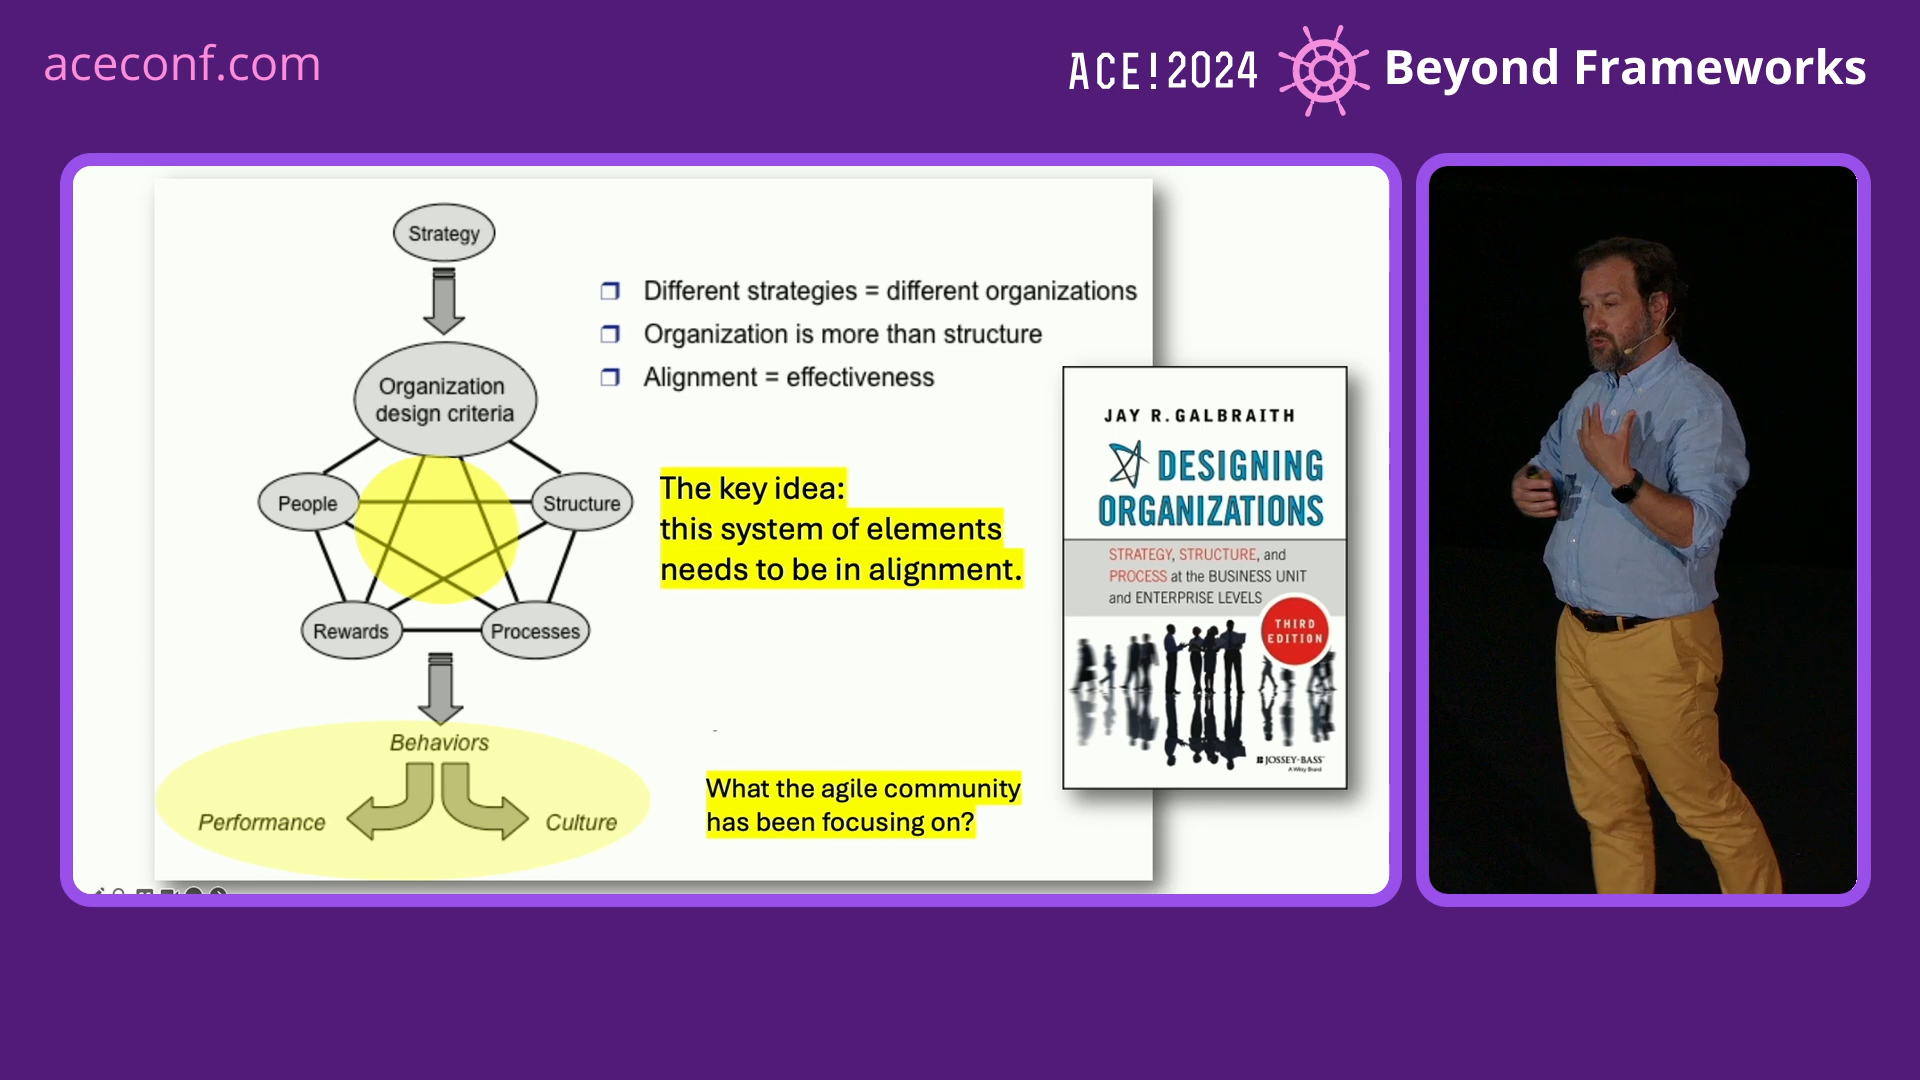 aceconf.com
ACE!2024
Beyond Frameworks
Strategy
Organization
design criteria
People
Structure
Rewards
Processes
Behaviors
Performance
Culture
Different strategies = different organizations
Organization is more than structure
Alignment = effectiveness
The key idea:
this system of elements
needs to be in alignment.
What the agile community
has been focusing on?
JAY R. GALBRAITH
DESIGNING
ORGANIZATIONS
STRATEGY, STRUCTURE, and
PROCESS at the BUSINESS UNIT
and ENTERPRISE LEVELS
THIRD
EDITION
JOSSEY-BASS
A Wiley Brand